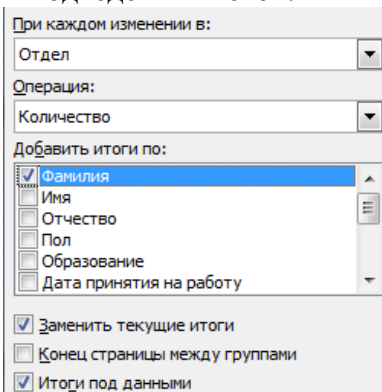 При каждом изменении в:
Отдел
Операция:
Количество
Добавить итоги по:
Фамилия
Имя
Отчество
Пол
Образование
Дата принятия на работу
Заменить текущие итоги
Конец страницы между группами
Итоги под данными